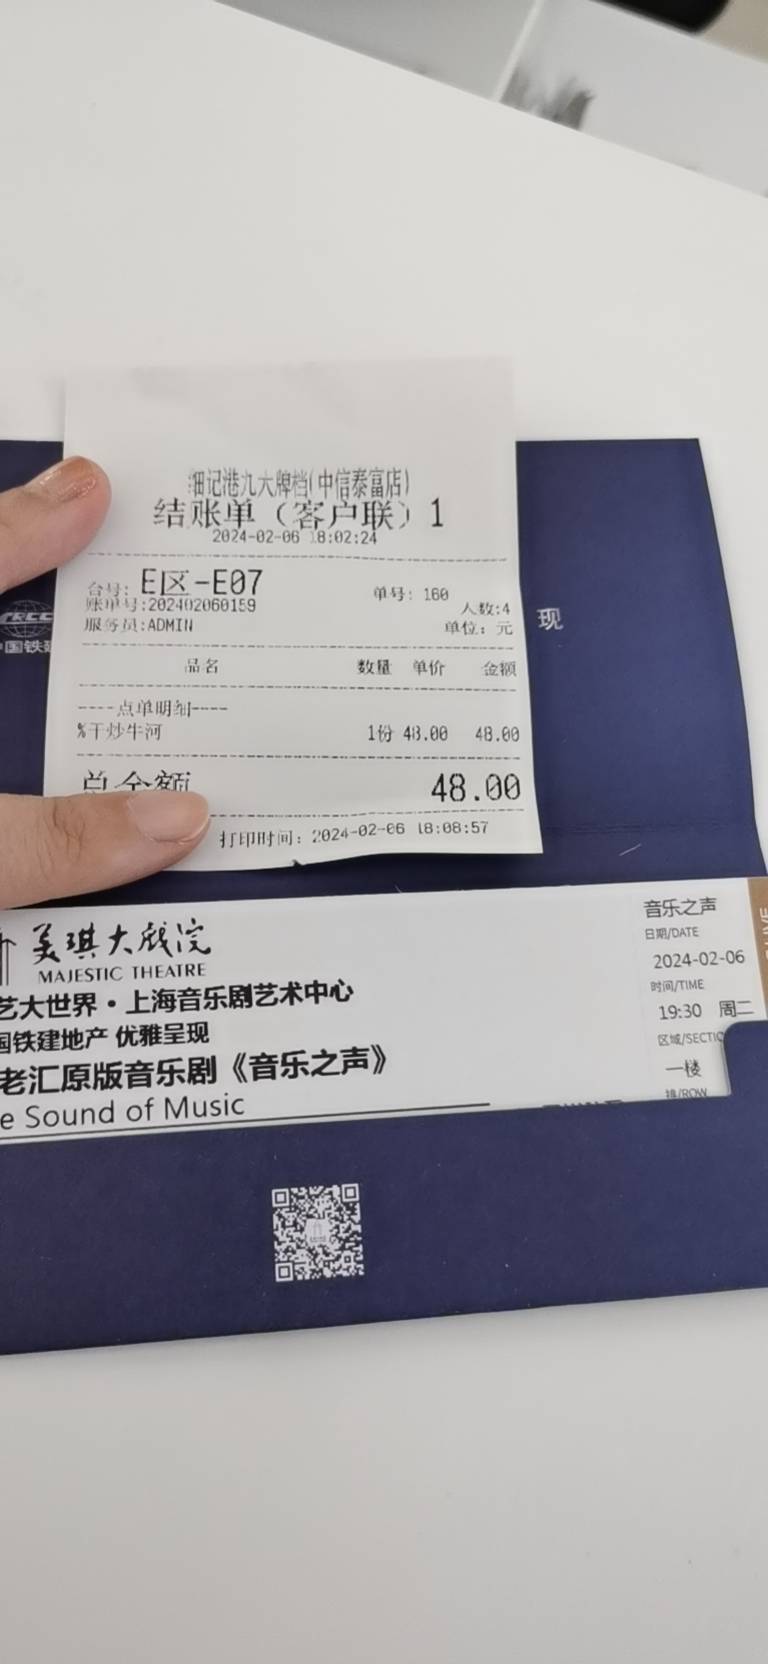 细记港九大牌档(中信泰富店)
结账单（客户联）1
2024-02-06 18:02:24
台号: E区-E07 单号: 160
账单号:202402060159 人数:4
服务员:ADMIN 单位: 元
品名 数量 单价 金额
----点单明细----
%干炒牛河 1份 48.00 48.00
总金额 48.00
打印时间: 2024-02-06 18:08:57
现
中国铁建
美琪大戏院
MAJESTIC THEATRE
艺大世界·上海音乐剧艺术中心
国铁建地产 优雅呈现
老汇原版音乐剧《音乐之声》
e Sound of Music
音乐之声
日期/DATE
2024-02-06
时间/TIME
19:30 周二
区域/SECTIO
一楼
排/ROW